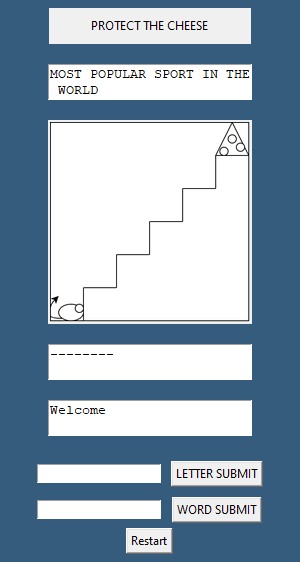 PROTECT THE CHEESE
MOST POPULAR SPORT IN THE
WORLD
--------
Welcome
LETTER SUBMIT
WORD SUBMIT
Restart